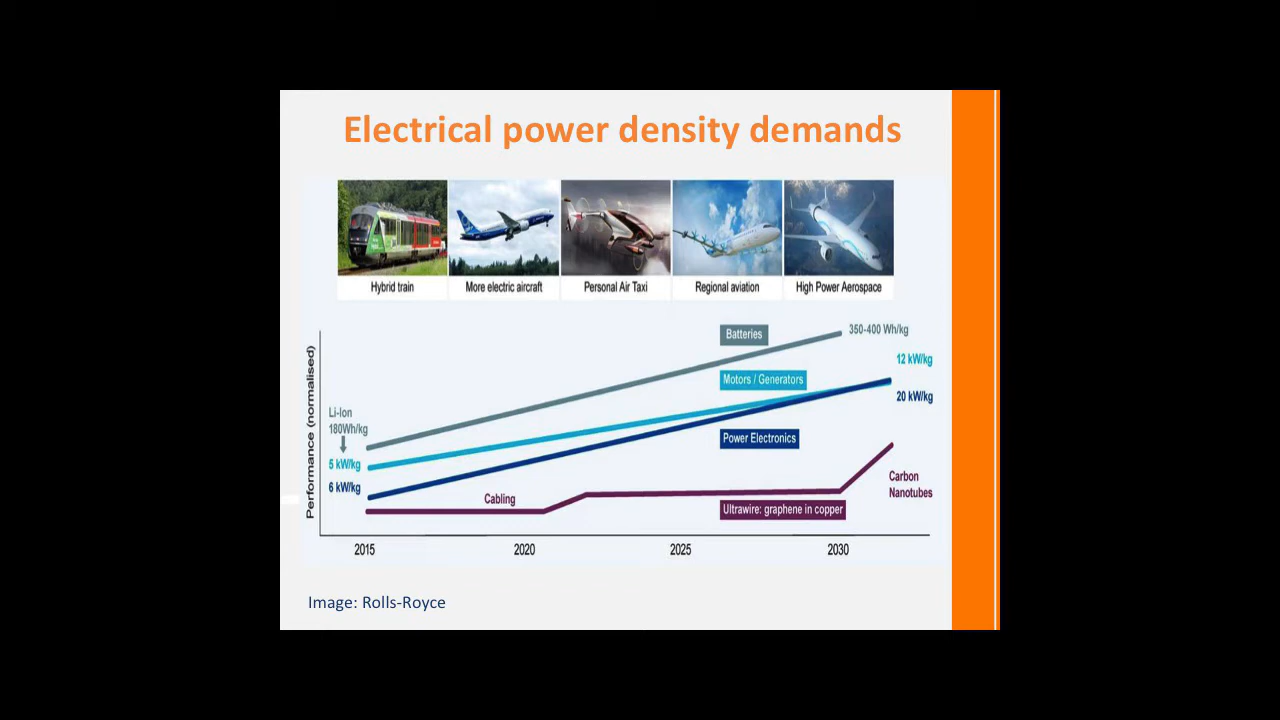 Electrical power density demands
Hybrid train
More electric aircraft
Personal Air Taxi
Regional aviation
High Power Aerospace
Performance (normalised)
Batteries
350-400 Wh/kg
12 kW/kg
Motors / Generators
20 kW/kg
Li-Ion
180Wh/kg
5 kW/kg
6 kW/kg
Power Electronics
Cabling
Carbon
Nanotubes
Ultrawire: graphene in copper
2015
2020
2025
2030
Image: Rolls-Royce